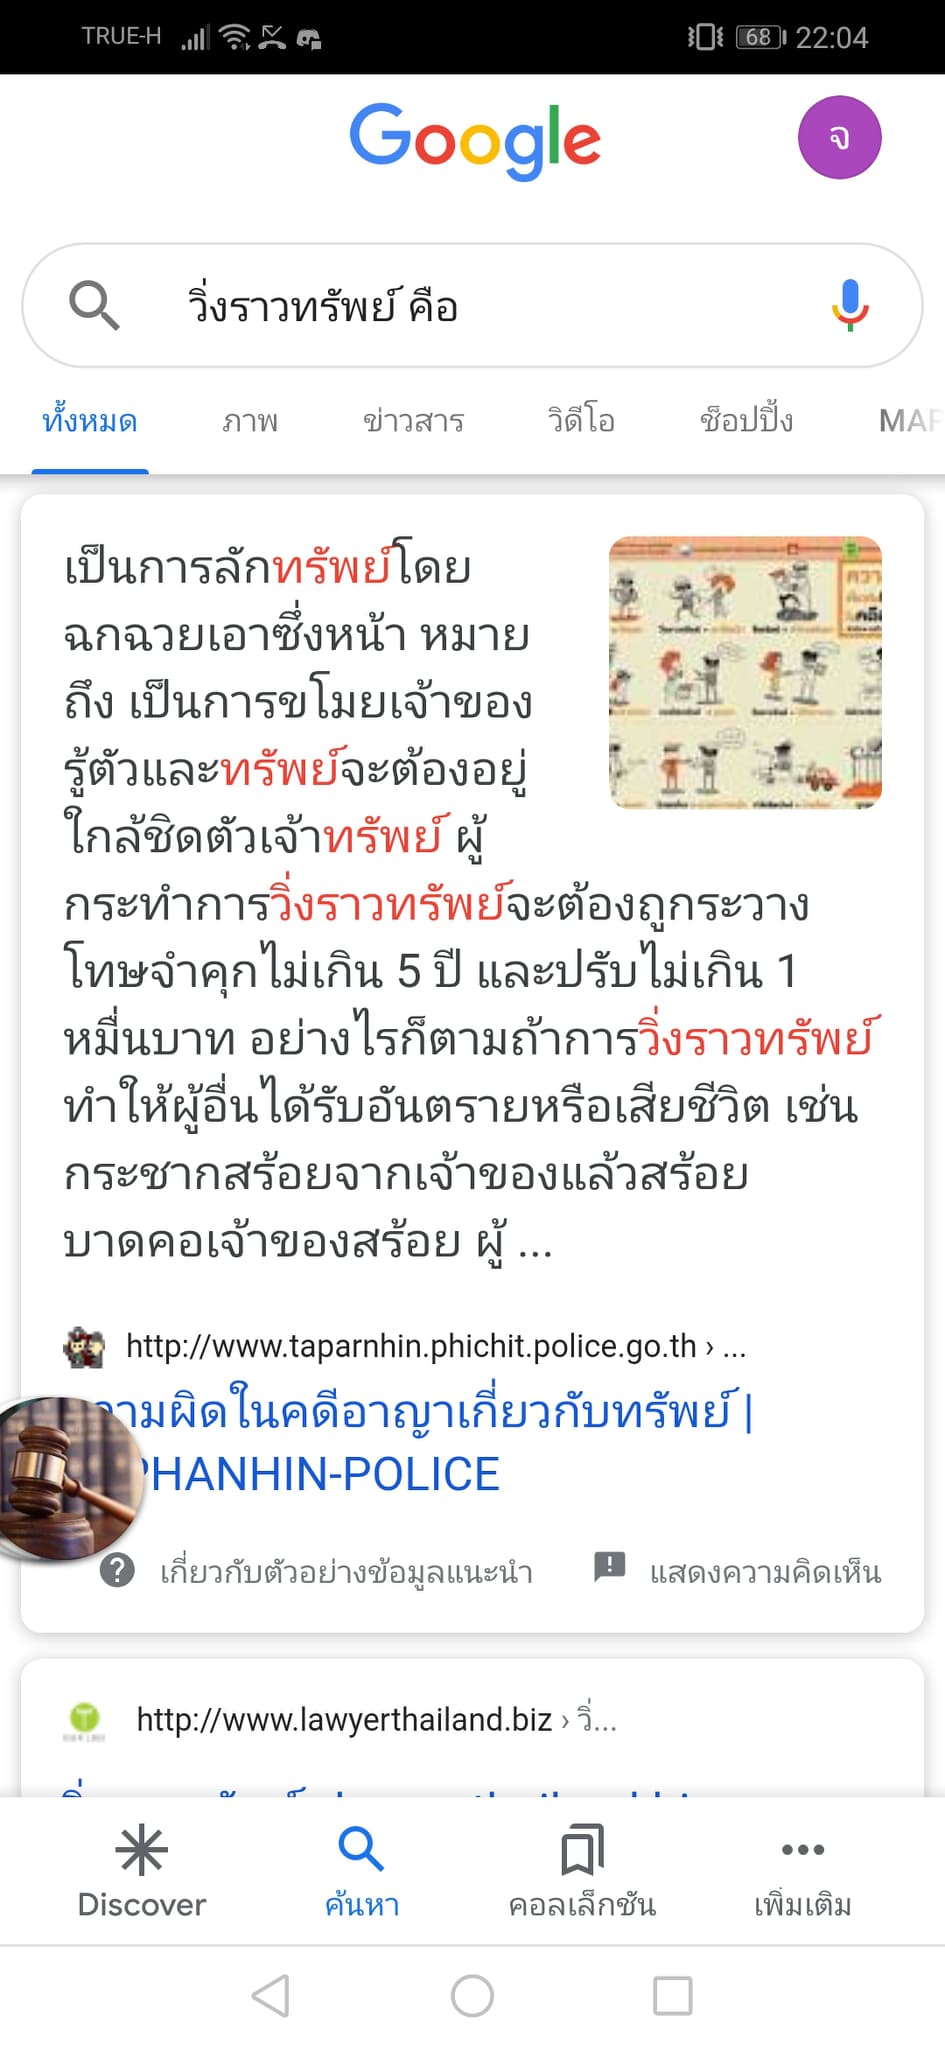 TRUE-H 68 22:04
Google
จ
วิ่งราวทรัพย์ คือ
ทั้งหมด ภาพ ข่าวสาร วิดีโอ ช็อปปิ้ง MAP
เป็นการลักทรัพย์โดย
ฉกฉวยเอาซึ่งหน้า หมาย
ถึง เป็นการขโมยเจ้าของ
รู้ตัวและทรัพย์จะต้องอยู่
ใกล้ชิดตัวเจ้าทรัพย์ ผู้
กระทำการวิ่งราวทรัพย์จะต้องถูกระวาง
โทษจำคุกไม่เกิน 5 ปี และปรับไม่เกิน 1
หมื่นบาท อย่างไรก็ตามถ้าการวิ่งราวทรัพย์
ทำให้ผู้อื่นได้รับอันตรายหรือเสียชีวิต เช่น
กระชากสร้อยจากเจ้าของแล้วสร้อย
บาดคอเจ้าของสร้อย ผู้ ...
http://www.taparnhin.phichit.police.go.th › ...
ามผิดในคดีอาญาเกี่ยวกับทรัพย์ |
PHANHIN-POLICE
เกี่ยวกับตัวอย่างข้อมูลแนะนำ แสดงความคิดเห็น
http://www.lawyerthailand.biz › วิ่...
Discover ค้นหา คอลเล็กชัน เพิ่มเติม